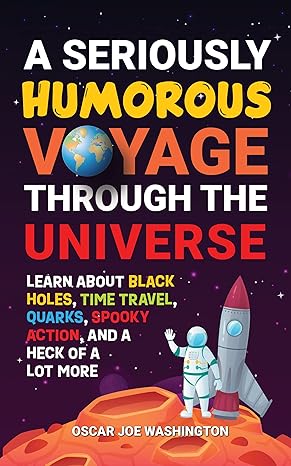 A SERIOUSLY
HUMOROUS
VOYAGE
THROUGH THE
UNIVERSE
LEARN ABOUT BLACK
HOLES, TIME TRAVEL,
QUARKS, SPOOKY
ACTION, AND A
HECK OF A
LOT MORE
OSCAR JOE WASHINGTON